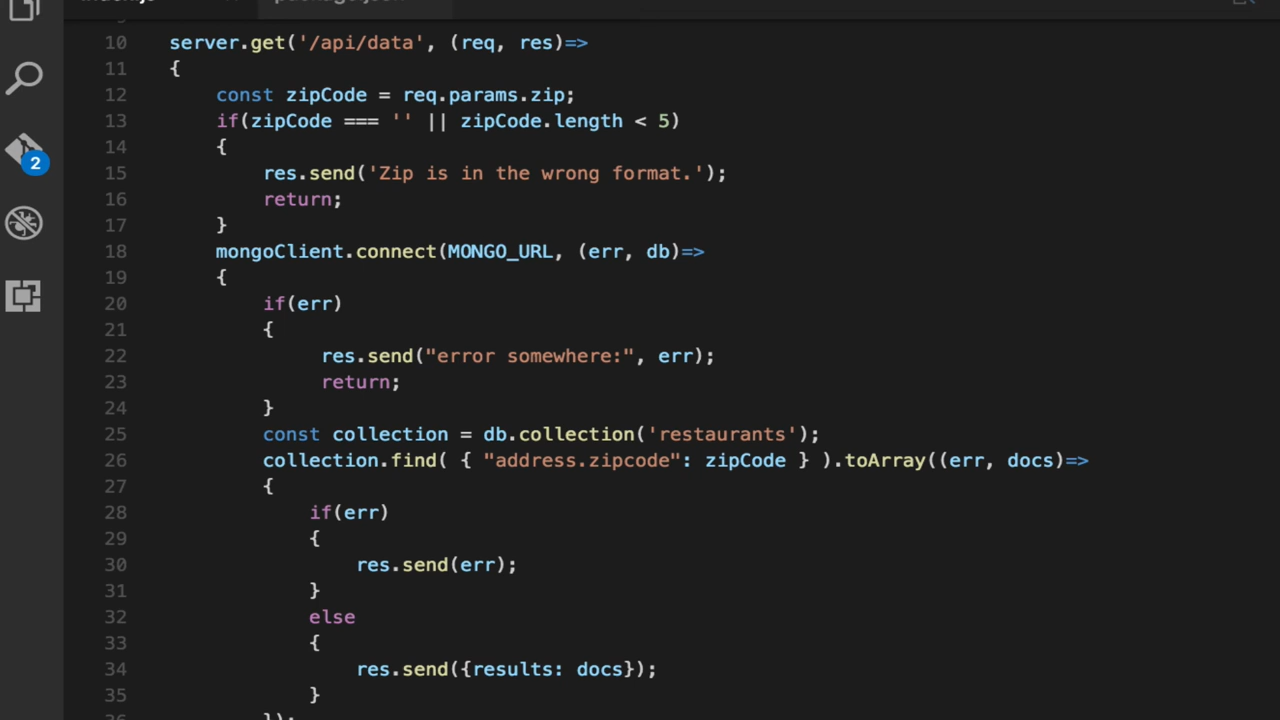 10 server.get('/api/data', (req, res)=>
11 {
12 const zipCode = req.params.zip;
13 if(zipCode === '' || zipCode.length < 5)
14 {
15 res.send('Zip is in the wrong format.');
16 return;
17 }
18 mongoClient.connect(MONGO_URL, (err, db)=>
19 {
20 if(err)
21 {
2
22 res.send("error somewhere:", err);
23 return;
24 }
25 const collection = db.collection('restaurants');
26 collection.find( { "address.zipcode": zipCode } ).toArray((err, docs)=>
27 {
28 if(err)
29 {
30 res.send(err);
31 }
32 else
33 {
34 res.send({results: docs});
35 }
36 });